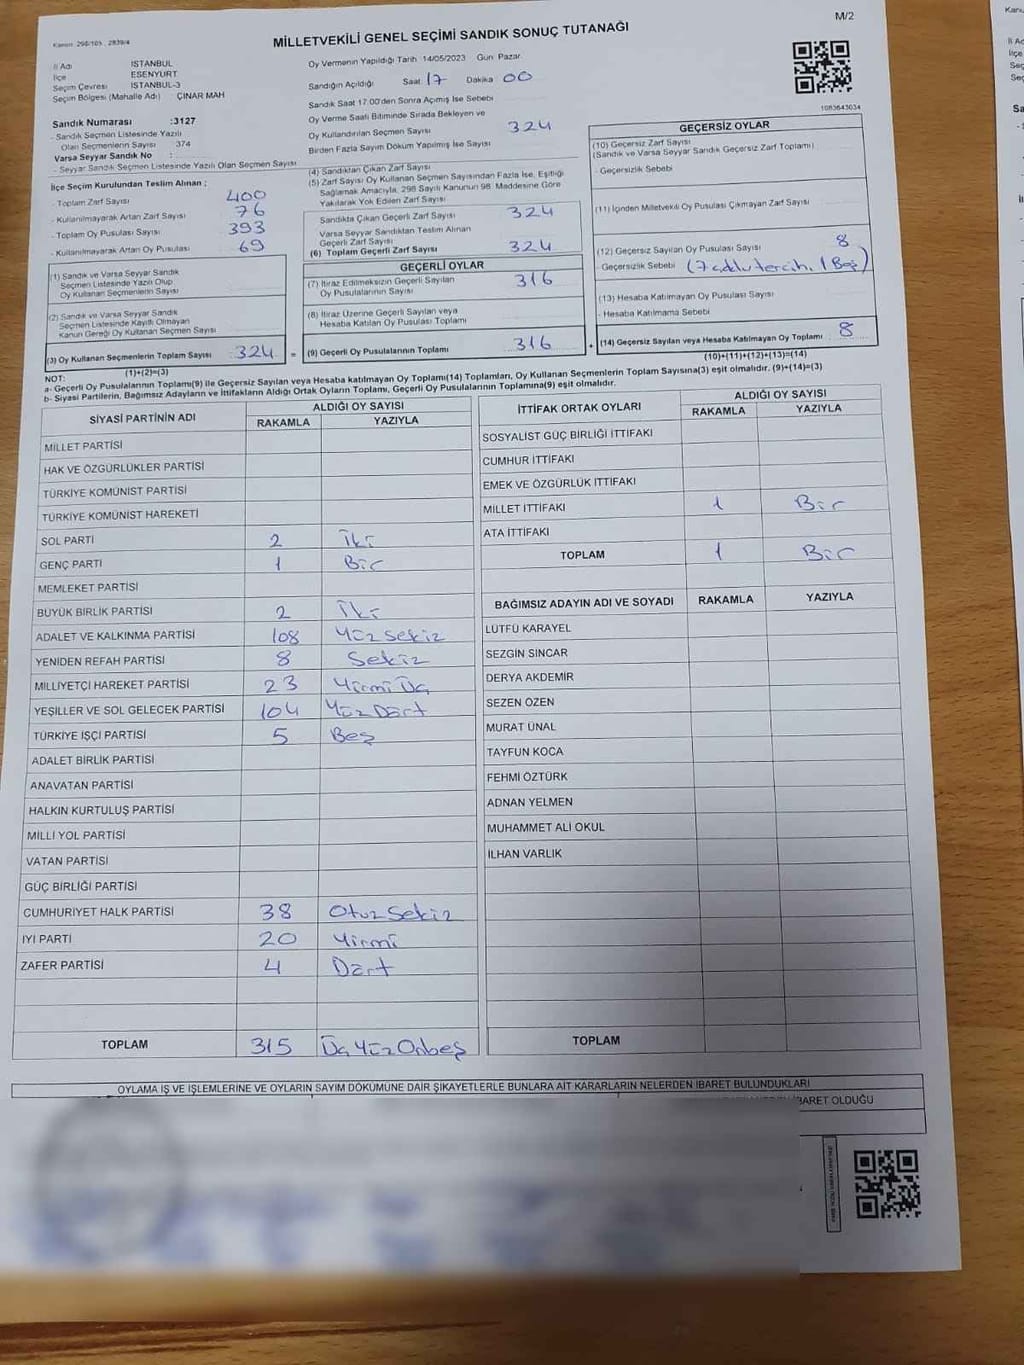 Kanun: 298/105 , 2839/4
MİLLETVEKİLİ GENEL SEÇİMİ SANDIK SONUÇ TUTANAĞI
M/2
İl Adı İSTANBUL
İlçe ESENYURT
Seçim Çevresi İSTANBUL-3
Seçim Bölgesi (Mahalle Adı) : ÇINAR MAH
Sandık Numarası :3127
- Sandık Seçmen Listesinde Yazılı
Olan Seçmenlerin Sayısı : 374
Varsa Seyyar Sandık No :
- Seyyar Sandık Seçmen Listesinde Yazılı Olan Seçmen Sayısı
İlçe Seçim Kurulundan Teslim Alınan ;
- Toplam Zarf Sayısı 400
- Kullanılmayarak Artan Zarf Sayısı 76
- Toplam Oy Pusulası Sayısı 393
- Kullanılmayarak Artan Oy Pusulası 69
(1) Sandık ve Varsa Seyyar Sandık
Seçmen Listesinde Yazılı Olup
Oy Kullanan Seçmenlerin Sayısı
(2) Sandık ve Varsa Seyyar Sandık
Seçmen Listesinde Kayıtlı Olmayan
Kanun Gereği Oy Kullanan Seçmen Sayısı
(3) Oy Kullanan Seçmenlerin Toplam Sayısı 324
(1)+(2)=(3)
Oy Vermenin Yapıldığı Tarih 14/05/2023 Gün Pazar
Sandığın Açıldığı Saat 17 Dakika 00
Sandık Saat 17.00'den Sonra Açılmış İse Sebebi
Oy Verme Saati Bitiminde Sırada Bekleyen ve
Oy Kullandırılan Seçmen Sayısı 324
Birden Fazla Sayım Döküm Yapılmış İse Sayısı
(4) Sandıktan Çıkan Zarf Sayısı
(5) Zarf Sayısı Oy Kullanan Seçmen Sayısından Fazla İse, Eşitliği
Sağlamak Amacıyla, 298 Sayılı Kanunun 98. Maddesine Göre
Yakılarak Yok Edilen Zarf Sayısı
Sandıkta Çıkan Geçerli Zarf Sayısı 324
Varsa Seyyar Sandıktan Teslim Alınan
Geçerli Zarf Sayısı
(6) Toplam Geçerli Zarf Sayısı 324
GEÇERLİ OYLAR
(7) İtiraz Edilmeksizin Geçerli Sayılan
Oy Pusulalarının Sayısı 316
(8) İtiraz Üzerine Geçerli Sayılan veya
Hesaba Katılan Oy Pusulası Toplamı
= (9) Geçerli Oy Pusulalarının Toplamı 316
1083643034
GEÇERSİZ OYLAR
(10) Geçersiz Zarf Sayısı
(Sandık ve Varsa Seyyar Sandık Geçersiz Zarf Toplamı)
- Geçersizlik Sebebi
(11) İçinden Milletvekili Oy Pusulası Çıkmayan Zarf Sayısı
(12) Geçersiz Sayılan Oy Pusulası Sayısı 8
- Geçersizlik Sebebi (7 addu tercih, 1 Boş)
(13) Hesaba Katılmayan Oy Pusulası Sayısı
- Hesaba Katılmama Sebebi
+ (14) Geçersiz Sayılan veya Hesaba Katılmayan Oy Toplamı 8
(10)+(11)+(12)+(13)=(14)
NOT:
a- Geçerli Oy Pusulalarının Toplamı(9) ile Geçersiz Sayılan veya Hesaba katılmayan Oy Toplamı(14) Toplamları, Oy Kullanan Seçmenlerin Toplam Sayısına(3) eşit olmalıdır. (9)+(14)=(3)
b- Siyasi Partilerin, Bağımsız Adayların ve İttifakların Aldığı Ortak Oyların Toplamı, Geçerli Oy Pusulalarının Toplamına(9) eşit olmalıdır.
SİYASİ PARTİNİN ADI ALDIĞI OY SAYISI
RAKAMLA YAZIYLA
MİLLET PARTİSİ
HAK VE ÖZGÜRLÜKLER PARTİSİ
TÜRKİYE KOMÜNİST PARTİSİ
TÜRKİYE KOMÜNİST HAREKETİ
SOL PARTİ 2 İki
GENÇ PARTİ 1 Bir
MEMLEKET PARTİSİ
BÜYÜK BİRLİK PARTİSİ 2 İki
ADALET VE KALKINMA PARTİSİ 108 Yüz sekiz
YENİDEN REFAH PARTİSİ 8 Sekiz
MİLLİYETÇİ HAREKET PARTİSİ 23 Yirmi Üç
YEŞİLLER VE SOL GELECEK PARTİSİ 104 Yüz Dört
TÜRKİYE İŞÇİ PARTİSİ 5 Beş
ADALET BİRLİK PARTİSİ
ANAVATAN PARTİSİ
HALKIN KURTULUŞ PARTİSİ
MİLLİ YOL PARTİSİ
VATAN PARTİSİ
GÜÇ BİRLİĞİ PARTİSİ
CUMHURİYET HALK PARTİSİ 38 Otuz Sekiz
İYİ PARTİ 20 Yirmi
ZAFER PARTİSİ 4 Dört
TOPLAM 315 Üç Yüz Onbeş
İTTİFAK ORTAK OYLARI ALDIĞI OY SAYISI
RAKAMLA YAZIYLA
SOSYALİST GÜÇ BİRLİĞİ İTTİFAKI
CUMHUR İTTİFAKI
EMEK VE ÖZGÜRLÜK İTTİFAKI
MİLLET İTTİFAKI 1 Bir
ATA İTTİFAKI
TOPLAM 1 Bir
BAĞIMSIZ ADAYIN ADI VE SOYADI RAKAMLA YAZIYLA
LÜTFÜ KARAYEL
SEZGİN SİNCAR
DERYA AKDEMİR
SEZEN ÖZEN
MURAT ÜNAL
TAYFUN KOCA
FEHMİ ÖZTÜRK
ADNAN YELMEN
MUHAMMET ALİ OKUL
İLHAN VARLIK
TOPLAM
OYLAMA İŞ VE İŞLEMLERİNE VE OYLARIN SAYIM DÖKÜMÜNE DAİR ŞİKAYETLERLE BUNLARA AİT KARARLARIN NELERDEN İBARET BULUNDUKLARI
İBARET OLDUĞU